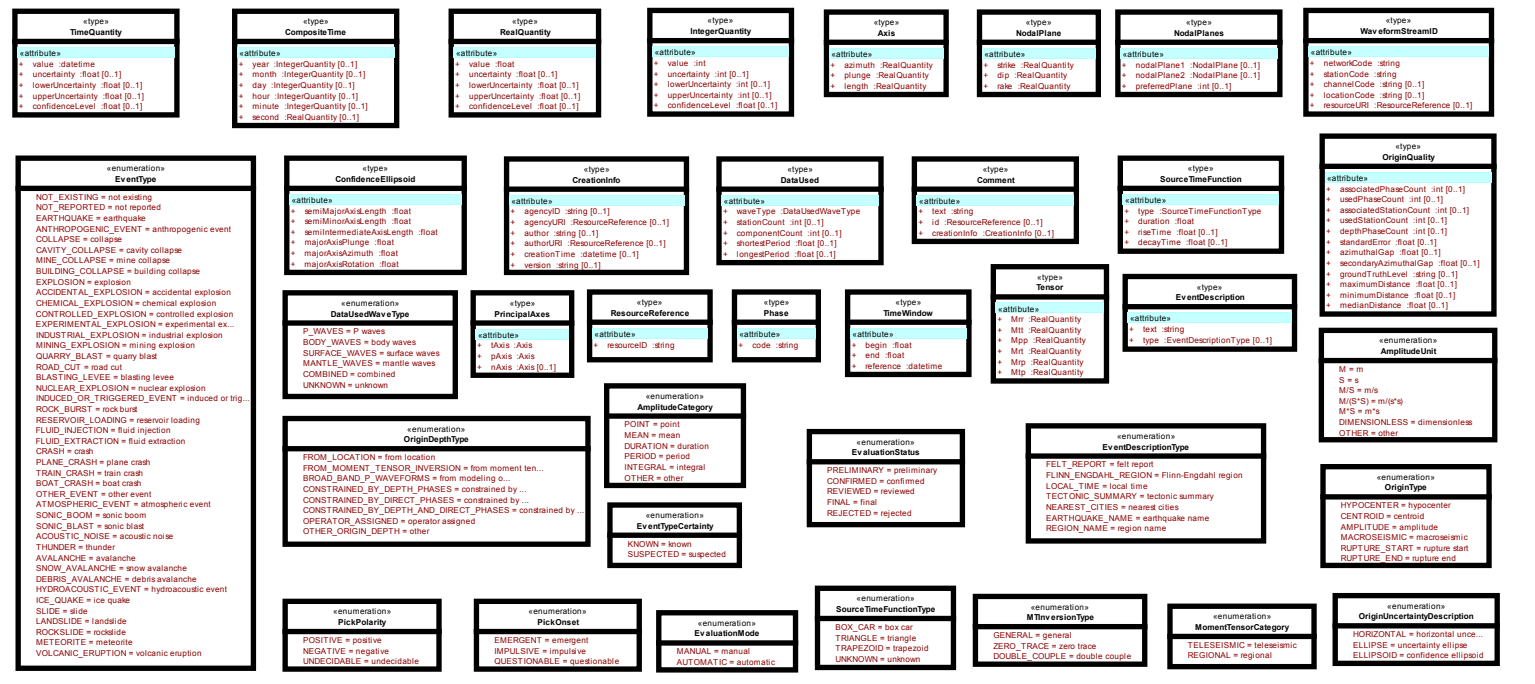 «type»
TimeQuantity
«attribute»
+ value :datetime
+ uncertainty :float [0..1]
+ lowerUncertainty :float [0..1]
+ upperUncertainty :float [0..1]
+ confidenceLevel :float [0..1]
«type»
CompositeTime
«attribute»
+ year :IntegerQuantity [0..1]
+ month :IntegerQuantity [0..1]
+ day :IntegerQuantity [0..1]
+ hour :IntegerQuantity [0..1]
+ minute :IntegerQuantity [0..1]
+ second :RealQuantity [0..1]
«type»
RealQuantity
«attribute»
+ value :float
+ uncertainty :float [0..1]
+ lowerUncertainty :float [0..1]
+ upperUncertainty :float [0..1]
+ confidenceLevel :float [0..1]
«type»
IntegerQuantity
«attribute»
+ value :int
+ uncertainty :int [0..1]
+ lowerUncertainty :int [0..1]
+ upperUncertainty :int [0..1]
+ confidenceLevel :float [0..1]
«type»
Axis
«attribute»
+ azimuth :RealQuantity
+ plunge :RealQuantity
+ length :RealQuantity
«type»
NodalPlane
«attribute»
+ strike :RealQuantity
+ dip :RealQuantity
+ rake :RealQuantity
«type»
NodalPlanes
«attribute»
+ nodalPlane1 :NodalPlane [0..1]
+ nodalPlane2 :NodalPlane [0..1]
+ preferredPlane :int [0..1]
«type»
WaveformStreamID
«attribute»
+ networkCode :string
+ stationCode :string
+ channelCode :string [0..1]
+ locationCode :string [0..1]
+ resourceURI :ResourceReference [0..1]
«enumeration»
EventType
NOT_EXISTING = not existing
NOT_REPORTED = not reported
EARTHQUAKE = earthquake
ANTHROPOGENIC_EVENT = anthropogenic event
COLLAPSE = collapse
CAVITY_COLLAPSE = cavity collapse
MINE_COLLAPSE = mine collapse
BUILDING_COLLAPSE = building collapse
EXPLOSION = explosion
ACCIDENTAL_EXPLOSION = accidental explosion
CHEMICAL_EXPLOSION = chemical explosion
CONTROLLED_EXPLOSION = controlled explosion
EXPERIMENTAL_EXPLOSION = experimental ex...
INDUSTRIAL_EXPLOSION = industrial explosion
MINING_EXPLOSION = mining explosion
QUARRY_BLAST = quarry blast
ROAD_CUT = road cut
BLASTING_LEVEE = blasting levee
NUCLEAR_EXPLOSION = nuclear explosion
INDUCED_OR_TRIGGERED_EVENT = induced or trig...
ROCK_BURST = rock burst
RESERVOIR_LOADING = reservoir loading
FLUID_INJECTION = fluid injection
FLUID_EXTRACTION = fluid extraction
CRASH = crash
PLANE_CRASH = plane crash
TRAIN_CRASH = train crash
BOAT_CRASH = boat crash
OTHER_EVENT = other event
ATMOSPHERIC_EVENT = atmospheric event
SONIC_BOOM = sonic boom
SONIC_BLAST = sonic blast
ACOUSTIC_NOISE = acoustic noise
THUNDER = thunder
AVALANCHE = avalanche
SNOW_AVALANCHE = snow avalanche
DEBRIS_AVALANCHE = debris avalanche
HYDROACOUSTIC_EVENT = hydroacoustic event
ICE_QUAKE = ice quake
SLIDE = slide
LANDSLIDE = landslide
ROCKSLIDE = rockslide
METEORITE = meteorite
VOLCANIC_ERUPTION = volcanic eruption
«type»
ConfidenceEllipsoid
«attribute»
+ semiMajorAxisLength :float
+ semiMinorAxisLength :float
+ semiIntermediateAxisLength :float
+ majorAxisPlunge :float
+ majorAxisAzimuth :float
+ majorAxisRotation :float
«type»
CreationInfo
«attribute»
+ agencyID :string [0..1]
+ agencyURI :ResourceReference [0..1]
+ author :string [0..1]
+ authorURI :ResourceReference [0..1]
+ creationTime :datetime [0..1]
+ version :string [0..1]
«type»
DataUsed
«attribute»
+ waveType :DataUsedWaveType
+ stationCount :int [0..1]
+ componentCount :int [0..1]
+ shortestPeriod :float [0..1]
+ longestPeriod :float [0..1]
«type»
Comment
«attribute»
+ text :string
+ id :ResourceReference [0..1]
+ creationInfo :CreationInfo [0..1]
«type»
SourceTimeFunction
«attribute»
+ type :SourceTimeFunctionType
+ duration :float
+ riseTime :float [0..1]
+ decayTime :float [0..1]
«type»
OriginQuality
«attribute»
+ associatedPhaseCount :int [0..1]
+ usedPhaseCount :int [0..1]
+ associatedStationCount :int [0..1]
+ usedStationCount :int [0..1]
+ depthPhaseCount :int [0..1]
+ standardError :float [0..1]
+ azimuthalGap :float [0..1]
+ secondaryAzimuthalGap :float [0..1]
+ groundTruthLevel :string [0..1]
+ maximumDistance :float [0..1]
+ minimumDistance :float [0..1]
+ medianDistance :float [0..1]
«enumeration»
DataUsedWaveType
P_WAVES = P waves
BODY_WAVES = body waves
SURFACE_WAVES = surface waves
MANTLE_WAVES = mantle waves
COMBINED = combined
UNKNOWN = unknown
«type»
PrincipalAxes
«attribute»
+ tAxis :Axis
+ pAxis :Axis
+ nAxis :Axis [0..1]
«type»
ResourceReference
«attribute»
+ resourceID :string
«type»
Phase
«attribute»
+ code :string
«type»
TimeWindow
«attribute»
+ begin :float
+ end :float
+ reference :datetime
«type»
Tensor
«attribute»
+ Mrr :RealQuantity
+ Mtt :RealQuantity
+ Mpp :RealQuantity
+ Mrt :RealQuantity
+ Mrp :RealQuantity
+ Mtp :RealQuantity
«type»
EventDescription
«attribute»
+ text :string
+ type :EventDescriptionType [0..1]
«enumeration»
AmplitudeUnit
M = m
S = s
M/S = m/s
M/(S*S) = m/(s*s)
M*S = m*s
DIMENSIONLESS = dimensionless
OTHER = other
«enumeration»
OriginDepthType
FROM_LOCATION = from location
FROM_MOMENT_TENSOR_INVERSION = from moment ten...
BROAD_BAND_P_WAVEFORMS = from modeling o...
CONSTRAINED_BY_DEPTH_PHASES = constrained by ...
CONSTRAINED_BY_DIRECT_PHASES = constrained by ...
CONSTRAINED_BY_DEPTH_AND_DIRECT_PHASES = constrained by ...
OPERATOR_ASSIGNED = operator assigned
OTHER_ORIGIN_DEPTH = other
«enumeration»
AmplitudeCategory
POINT = point
MEAN = mean
DURATION = duration
PERIOD = period
INTEGRAL = integral
OTHER = other
«enumeration»
EvaluationStatus
PRELIMINARY = preliminary
CONFIRMED = confirmed
REVIEWED = reviewed
FINAL = final
REJECTED = rejected
«enumeration»
EventDescriptionType
FELT_REPORT = felt report
FLINN_ENGDAHL_REGION = Flinn-Engdahl region
LOCAL_TIME = local time
TECTONIC_SUMMARY = tectonic summary
NEAREST_CITIES = nearest cities
EARTHQUAKE_NAME = earthquake name
REGION_NAME = region name
«enumeration»
OriginType
HYPOCENTER = hypocenter
CENTROID = centroid
AMPLITUDE = amplitude
MACROSEISMIC = macroseismic
RUPTURE_START = rupture start
RUPTURE_END = rupture end
«enumeration»
EventTypeCertainty
KNOWN = known
SUSPECTED = suspected
«enumeration»
PickPolarity
POSITIVE = positive
NEGATIVE = negative
UNDECIDABLE = undecidable
«enumeration»
PickOnset
EMERGENT = emergent
IMPULSIVE = impulsive
QUESTIONABLE = questionable
«enumeration»
EvaluationMode
MANUAL = manual
AUTOMATIC = automatic
«enumeration»
SourceTimeFunctionType
BOX_CAR = box car
TRIANGLE = triangle
TRAPEZOID = trapezoid
UNKNOWN = unknown
«enumeration»
MTInversionType
GENERAL = general
ZERO_TRACE = zero trace
DOUBLE_COUPLE = double couple
«enumeration»
MomentTensorCategory
TELESEISMIC = teleseismic
REGIONAL = regional
«enumeration»
OriginUncertaintyDescription
HORIZONTAL = horizontal unce...
ELLIPSE = uncertainty ellipse
ELLIPSOID = confidence ellipsoid